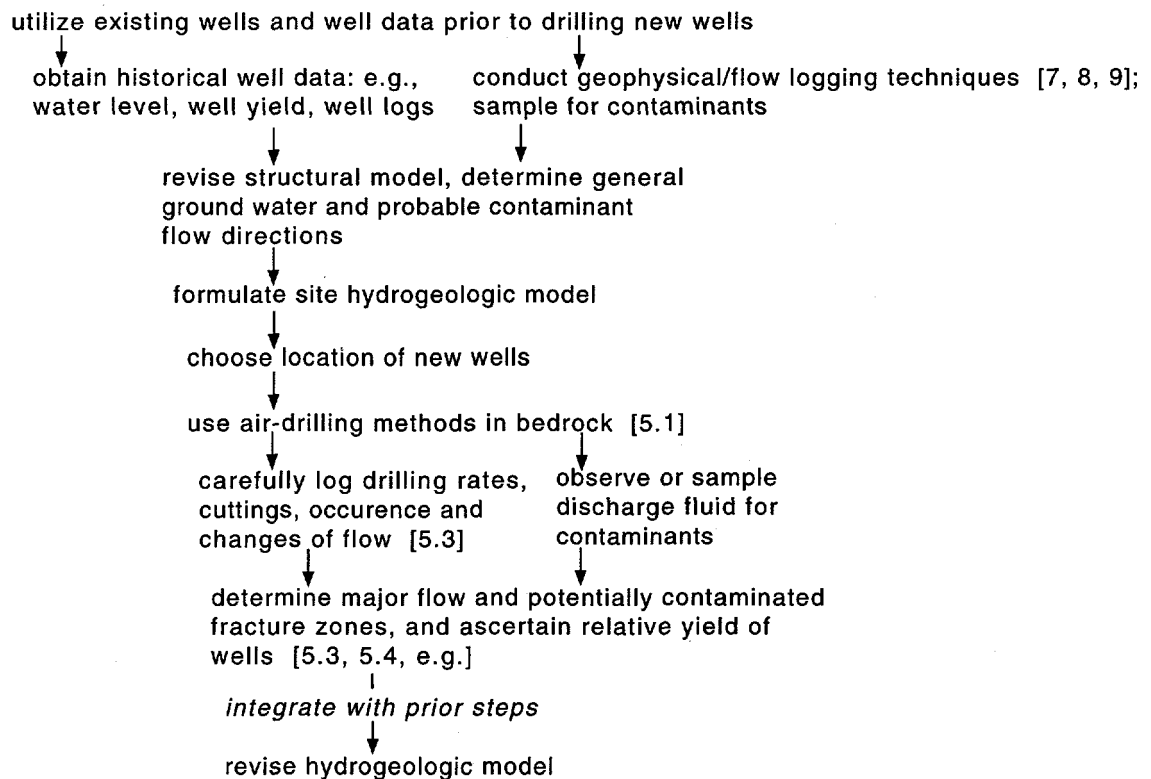 utilize existing wells and well data prior to drilling new wells
obtain historical well data: e.g.,
water level, well yield, well logs
conduct geophysical/flow logging techniques [7, 8, 9];
sample for contaminants
revise structural model, determine general
ground water and probable contaminant
flow directions
formulate site hydrogeologic model
choose location of new wells
use air-drilling methods in bedrock [5.1]
carefully log drilling rates,
cuttings, occurence and
changes of flow [5.3]
observe or sample
discharge fluid for
contaminants
determine major flow and potentially contaminated
fracture zones, and ascertain relative yield of
wells [5.3, 5.4, e.g.]
integrate with prior steps
revise hydrogeologic model